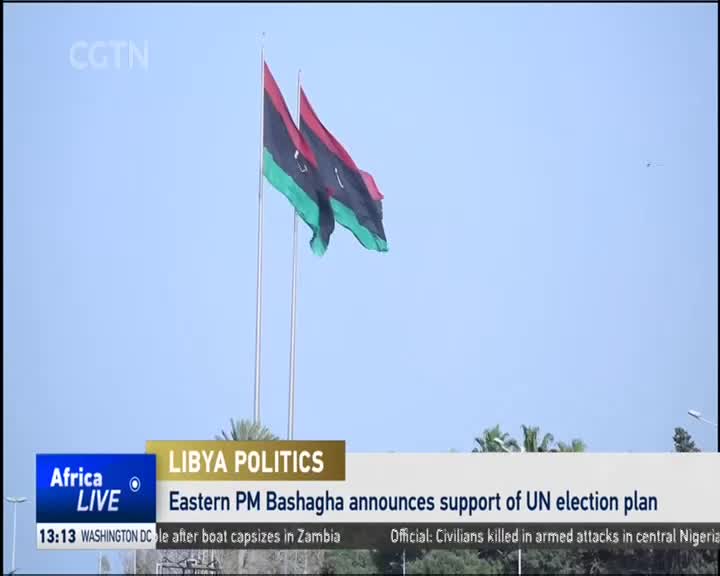 CGTN
LIBYA POLITICS
Africa LIVE
Eastern PM Bashagha announces support of UN election plan
13:13 WASHINGTON DC
after boat capsizes in Zambia Official: Civilians killed in armed attacks in central Nigeria